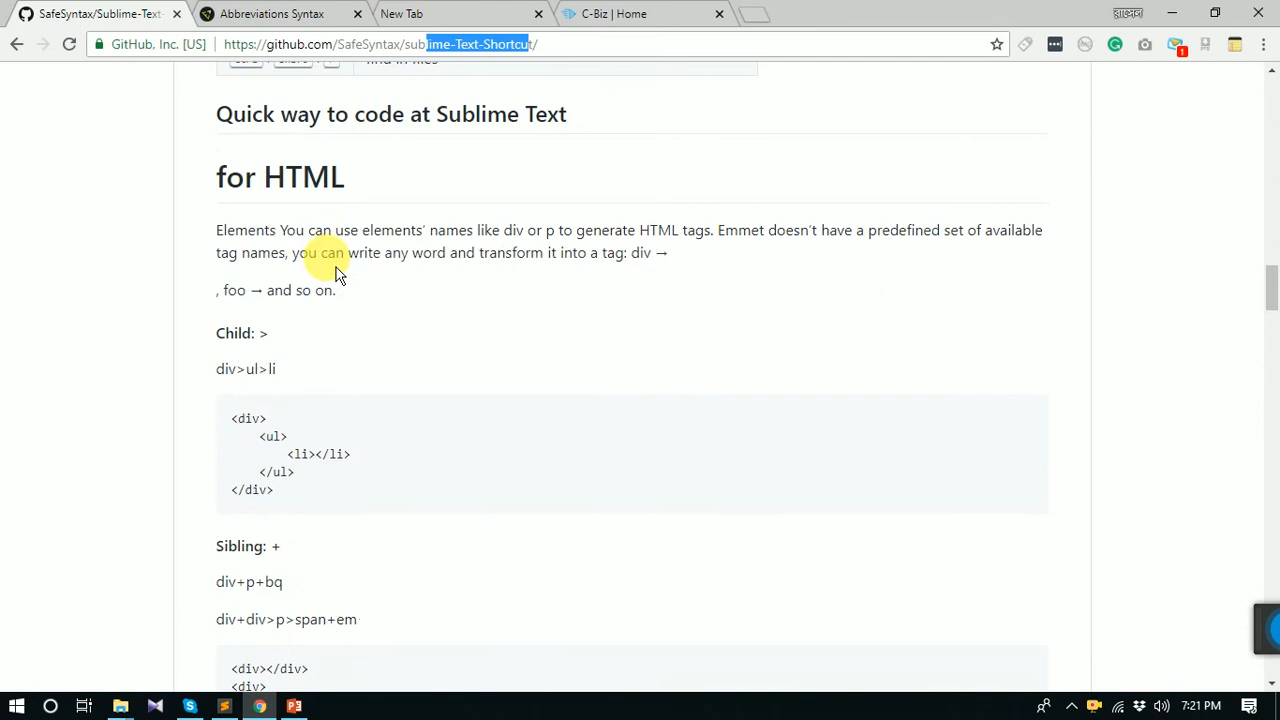 SafeSyntax/Sublime-Text-
Abbreviations Syntax
New Tab
C-Biz | Home
রাসেল
GitHub, Inc. [US]
https://github.com/SafeSyntax/sublime-Text-Shortcut/
1
find in files
Quick way to code at Sublime Text
for HTML
Elements You can use elements' names like div or p to generate HTML tags. Emmet doesn't have a predefined set of available
tag names, you can write any word and transform it into a tag: div →
, foo → and so on.
Child: >
div>ul>li
<div>
<ul>
<li></li>
</ul>
</div>
Sibling: +
div+p+bq
div+div>p>span+em
<div></div>
<div>
7:21 PM